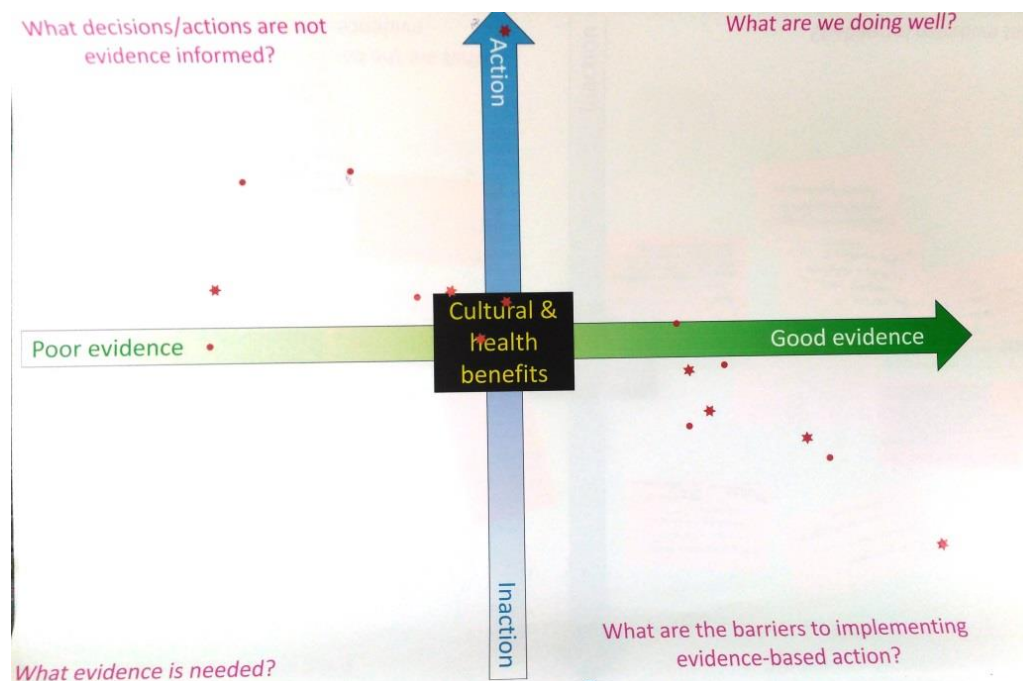 What decisions/actions are not
evidence informed?
Action
What are we doing well?
Cultural &
health
benefits
Poor evidence
Good evidence
Inaction
What evidence is needed?
What are the barriers to implementing
evidence-based action?